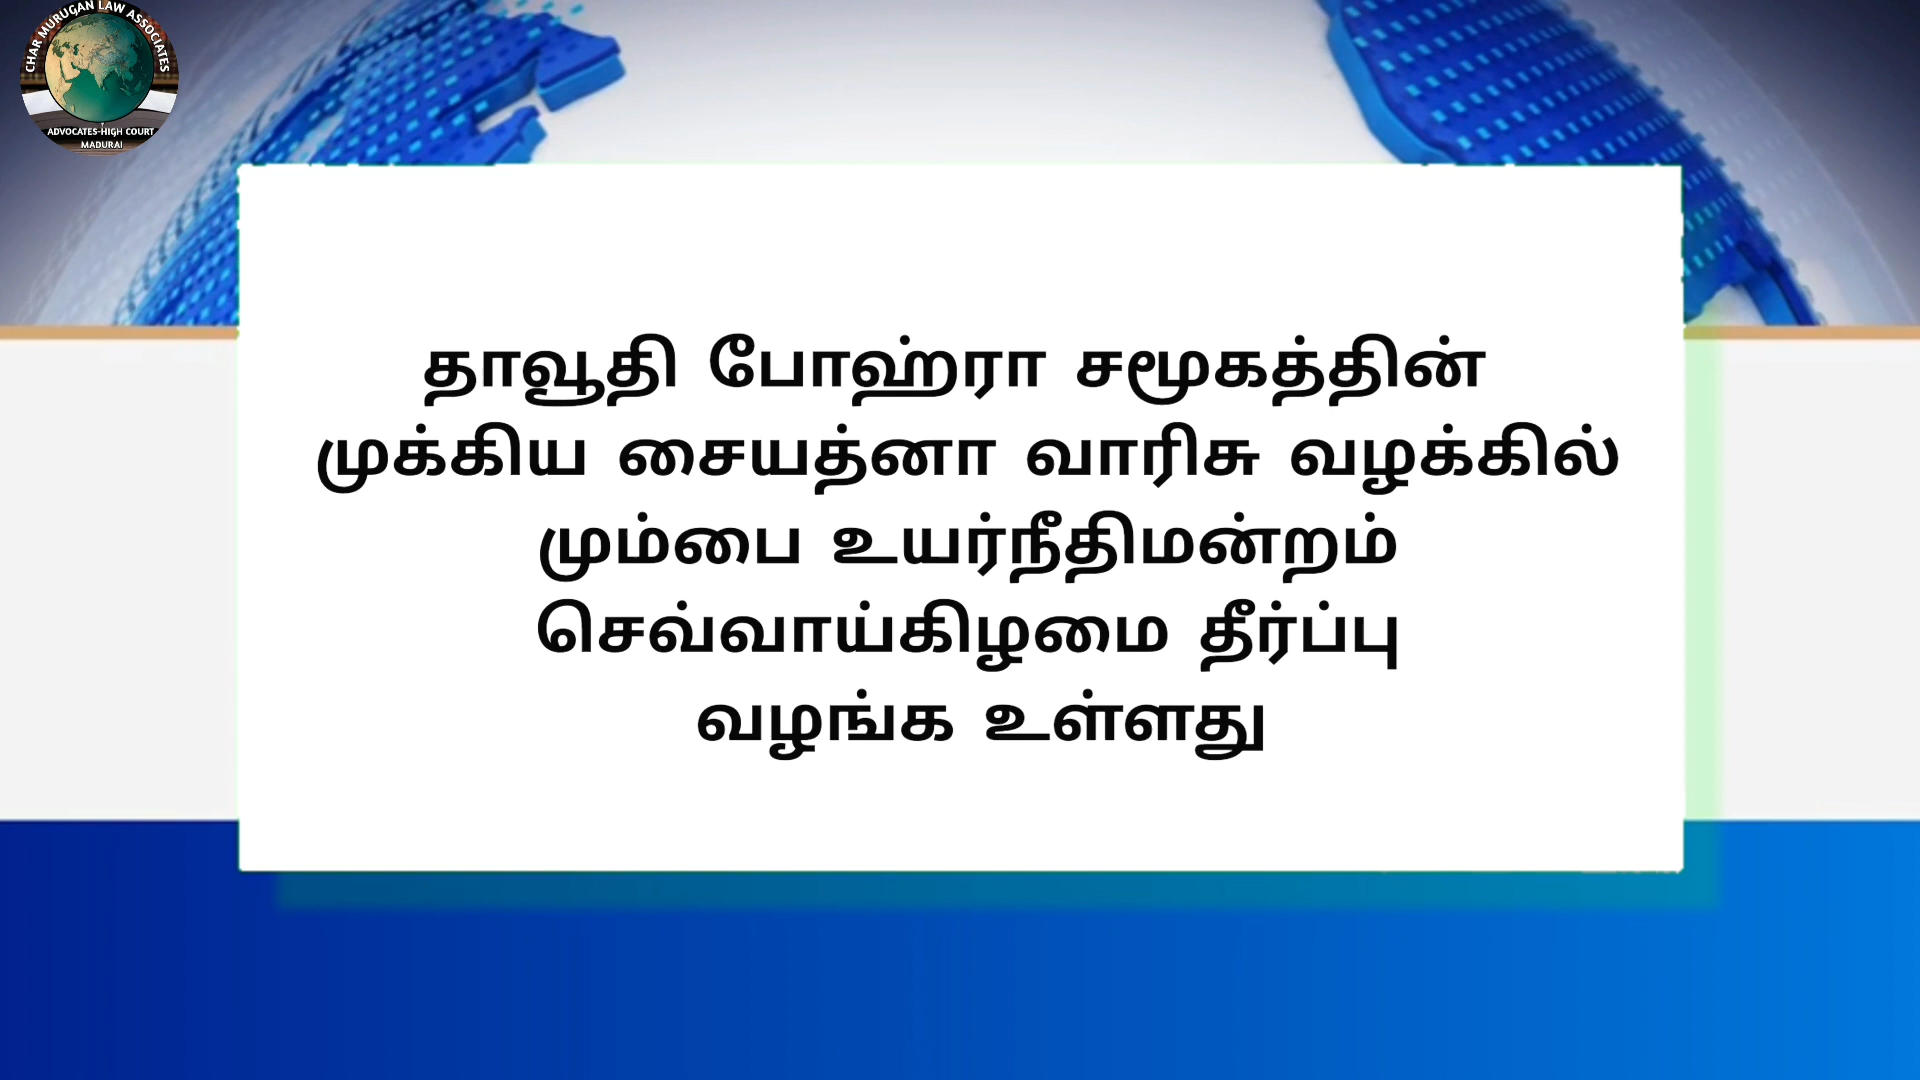 CHAR MURUGAN LAW ASSOCIATES
ADVOCATES-HIGH COURT
MADURAI
தாவூதி போஹ்ரா சமூகத்தின்
முக்கிய சையத்னா வாரிசு வழக்கில்
மும்பை உயர்நீதிமன்றம்
செவ்வாய்கிழமை தீர்ப்பு
வழங்க உள்ளது